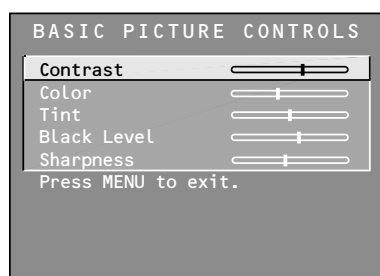 BASIC PICTURE CONTROLS
Contrast
Color
Tint
Black Level
Sharpness
Press MENU to exit.